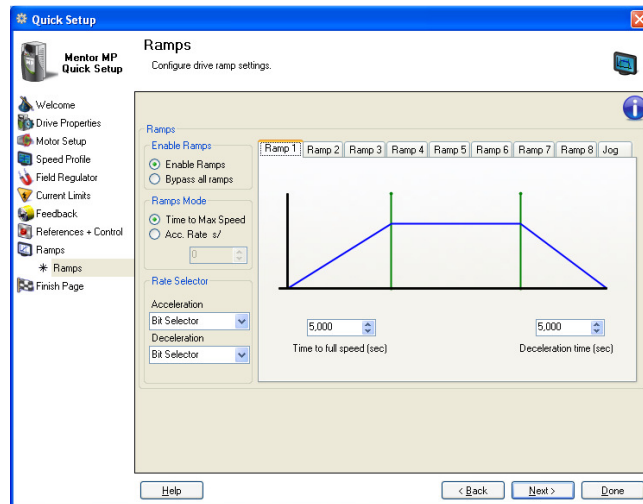 Quick Setup
Mentor MP
Quick Setup
Ramps
Configure drive ramp settings.
Welcome
Drive Properties
Motor Setup
Speed Profile
Field Regulator
Current Limits
Feedback
References + Control
Ramps
Ramps
Finish Page
Ramps
Enable Ramps
Enable Ramps
Bypass all ramps
Ramps Mode
Time to Max Speed
Acc. Rate s/
0
Rate Selector
Acceleration
Bit Selector
Deceleration
Bit Selector
Ramp 1 Ramp 2 Ramp 3 Ramp 4 Ramp 5 Ramp 6 Ramp 7 Ramp 8 Jog
5,000 5,000
Time to full speed (sec) Deceleration time (sec)
Help < Back Next > Done